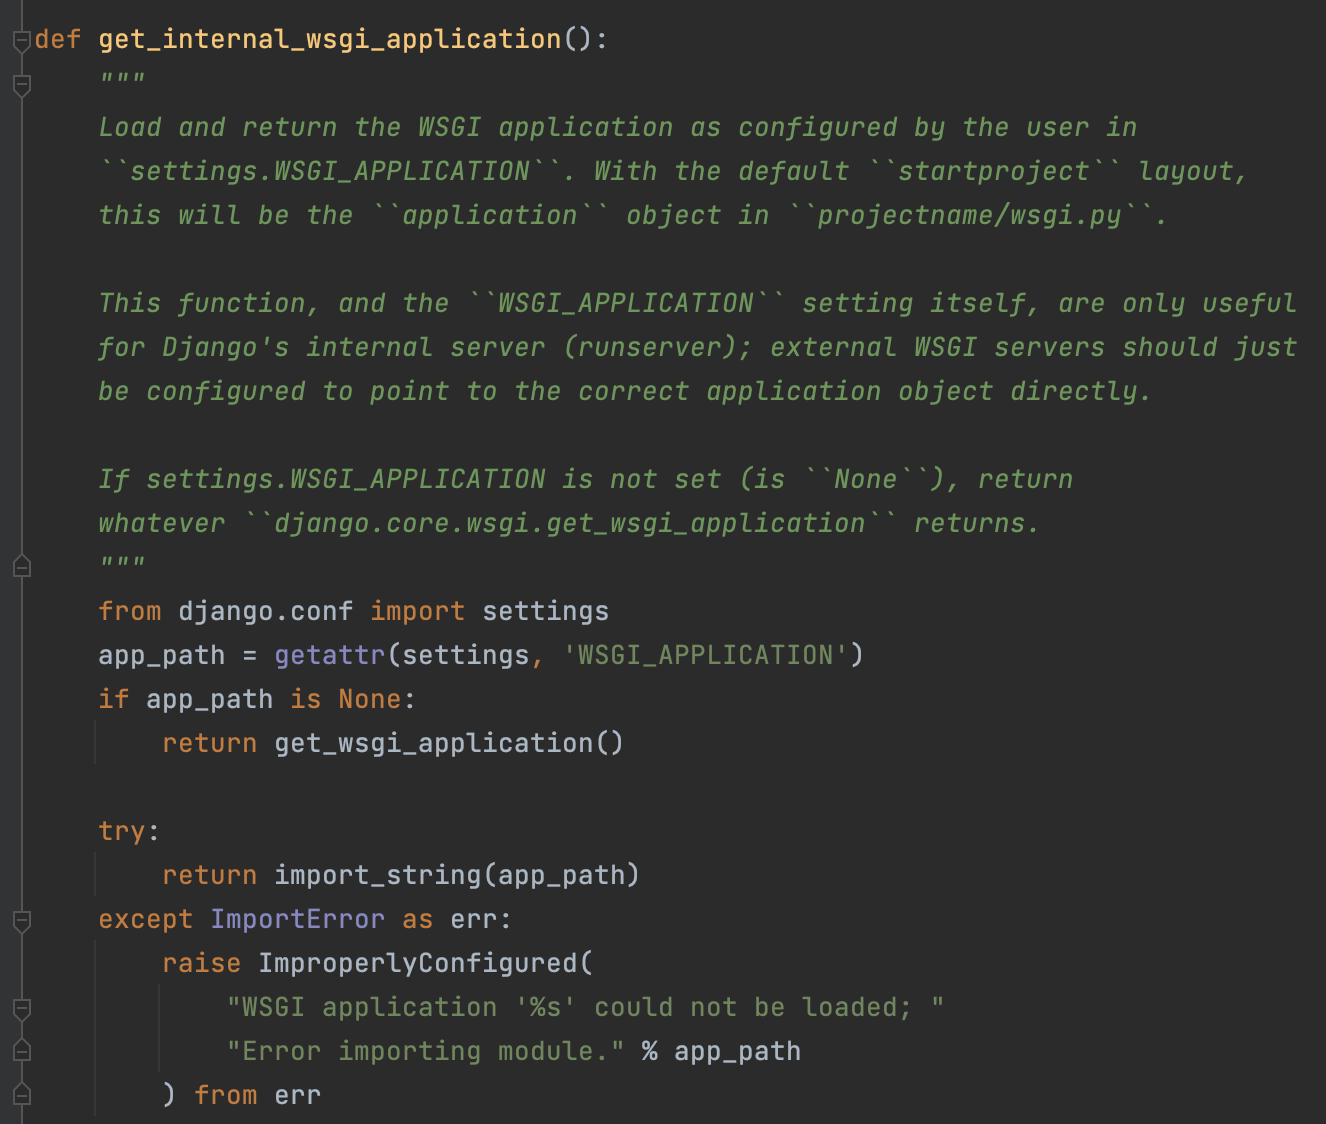 def get_internal_wsgi_application():
    """
    Load and return the WSGI application as configured by the user in
    ``settings.WSGI_APPLICATION``. With the default ``startproject`` layout,
    this will be the ``application`` object in ``projectname/wsgi.py``.

    This function, and the ``WSGI_APPLICATION`` setting itself, are only useful
    for Django's internal server (runserver); external WSGI servers should just
    be configured to point to the correct application object directly.

    If settings.WSGI_APPLICATION is not set (is ``None``), return
    whatever ``django.core.wsgi.get_wsgi_application`` returns.
    """
    from django.conf import settings
    app_path = getattr(settings, 'WSGI_APPLICATION')
    if app_path is None:
        return get_wsgi_application()

    try:
        return import_string(app_path)
    except ImportError as err:
        raise ImproperlyConfigured(
            "WSGI application '%s' could not be loaded; "
            "Error importing module." % app_path
        ) from err